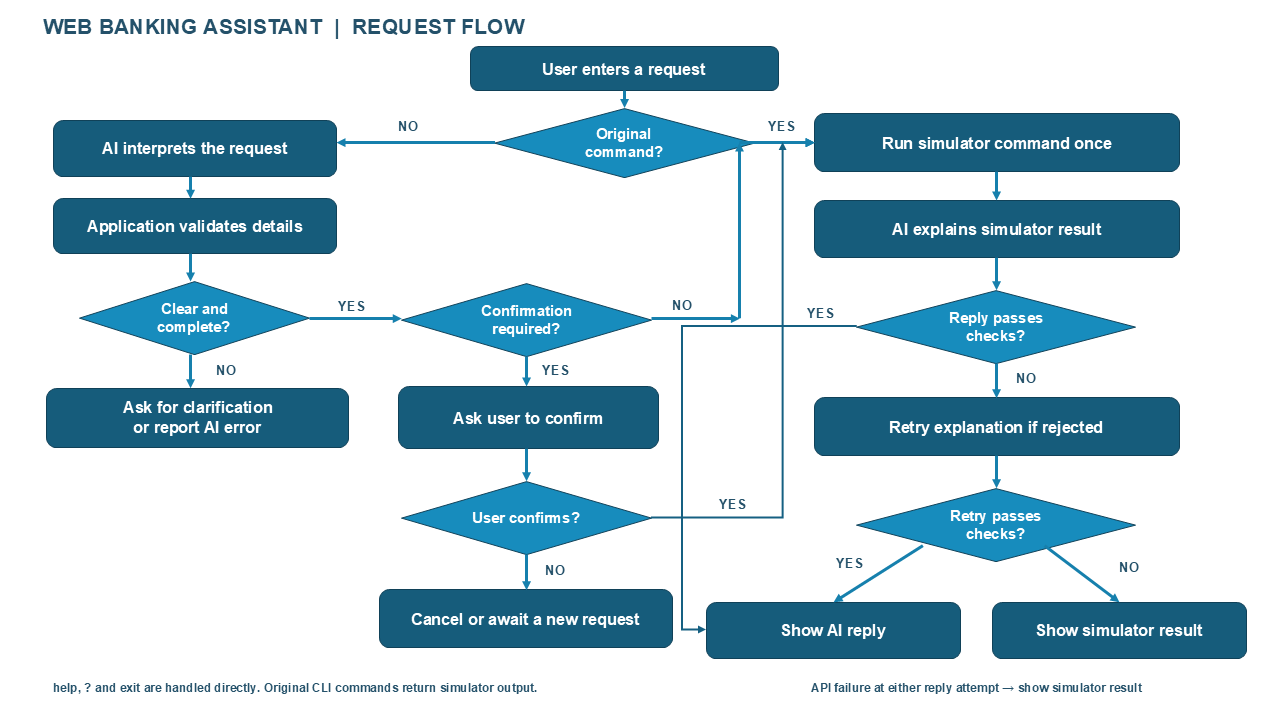 WEB BANKING ASSISTANT | REQUEST FLOW
User enters a request
Original
command?
NO
YES
AI interprets the request
Run simulator command once
Application validates details
AI explains simulator result
Clear and
complete?
YES
Confirmation
required?
NO
YES
Reply passes
checks?
NO
YES
NO
Ask for clarification
or report AI error
Ask user to confirm
Retry explanation if rejected
User confirms?
YES
Retry passes
checks?
NO
YES
NO
Cancel or await a new request
Show AI reply
Show simulator result
help, ? and exit are handled directly. Original CLI commands return simulator output.
API failure at either reply attempt → show simulator result